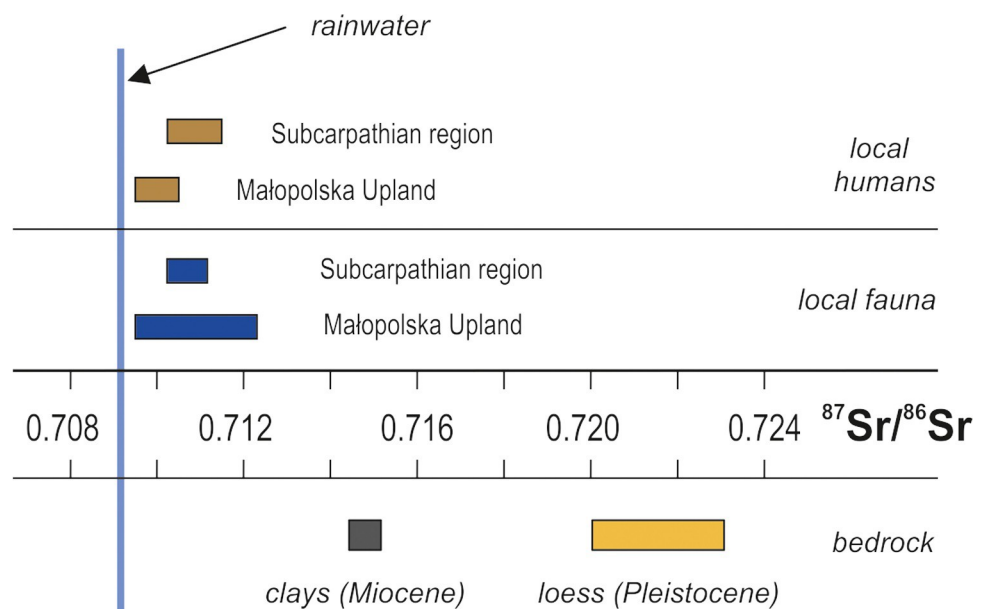 rainwater
Subcarpathian region
Małopolska Upland
local
humans
Subcarpathian region
Małopolska Upland
local fauna
0.708 0.712 0.716 0.720 0.724 ⁸⁷Sr/⁸⁶Sr
bedrock
clays (Miocene) loess (Pleistocene)